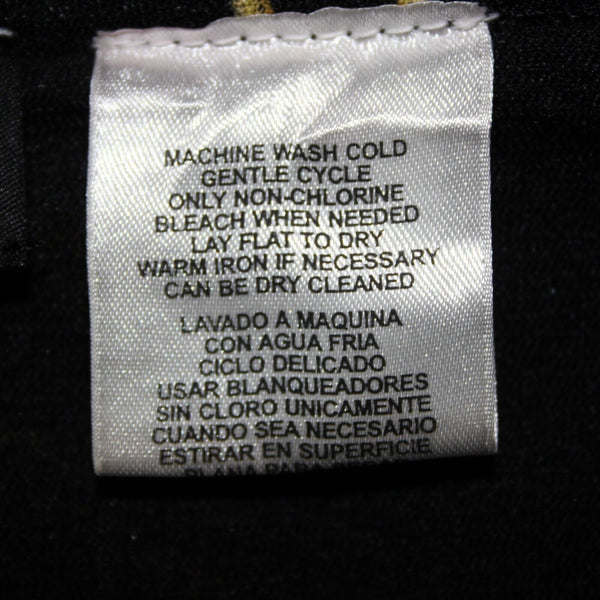 MACHINE WASH COLD
GENTLE CYCLE
ONLY NON-CHLORINE
BLEACH WHEN NEEDED
LAY FLAT TO DRY
WARM IRON IF NECESSARY
CAN BE DRY CLEANED
LAVADO A MAQUINA
CON AGUA FRIA
CICLO DELICADO
USAR BLANQUEADORES
SIN CLORO UNICAMENTE
CUANDO SEA NECESARIO
ESTIRAR EN SUPERFICIE
PLANA PARA